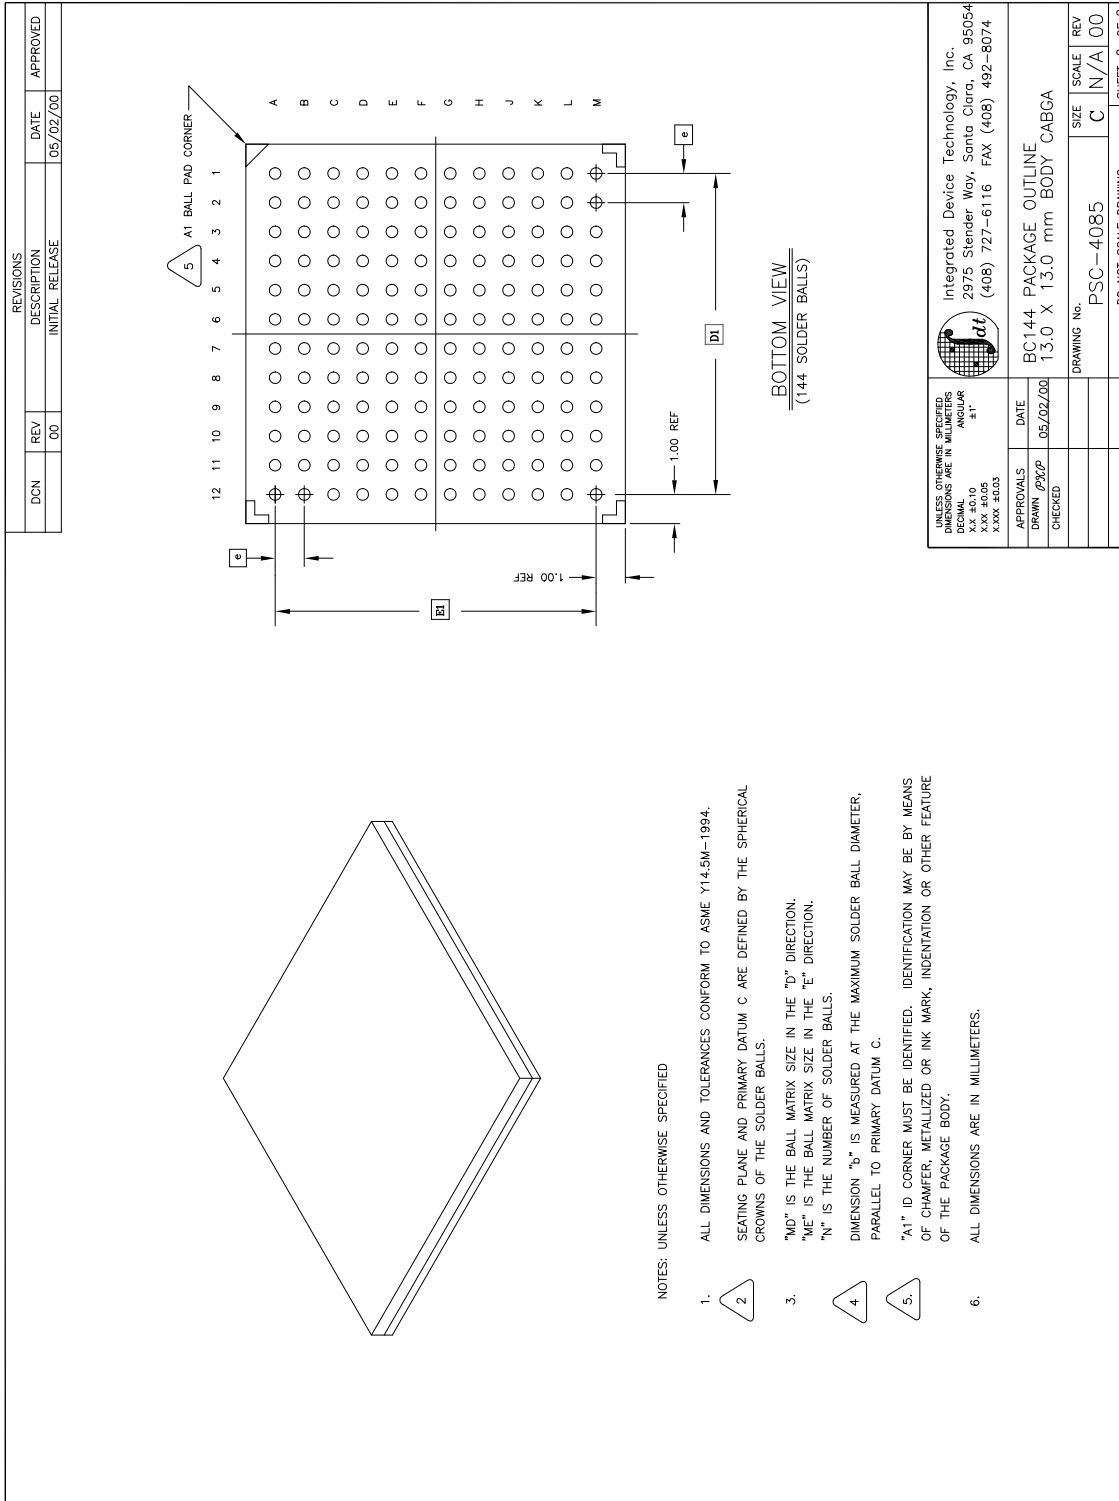 REVISIONS
DCN REV DESCRIPTION DATE APPROVED
00 INITIAL RELEASE 05/02/00
5 A1 BALL PAD CORNER
12 11 10 9 8 7 6 5 4 3 2 1
A
B
C
D
E
F
G
H
J
K
L
M
e
E1
1.00 REF
1.00 REF
e
D1
BOTTOM VIEW
(144 SOLDER BALLS)
NOTES: UNLESS OTHERWISE SPECIFIED
1. ALL DIMENSIONS AND TOLERANCES CONFORM TO ASME Y14.5M–1994.
2 SEATING PLANE AND PRIMARY DATUM C ARE DEFINED BY THE SPHERICAL
CROWNS OF THE SOLDER BALLS.
3. "MD" IS THE BALL MATRIX SIZE IN THE "D" DIRECTION.
"ME" IS THE BALL MATRIX SIZE IN THE "E" DIRECTION.
"N" IS THE NUMBER OF SOLDER BALLS.
4 DIMENSION "b" IS MEASURED AT THE MAXIMUM SOLDER BALL DIAMETER,
PARALLEL TO PRIMARY DATUM C.
5. "A1" ID CORNER MUST BE IDENTIFIED. IDENTIFICATION MAY BE BY MEANS
OF CHAMFER, METALLIZED OR INK MARK, INDENTATION OR OTHER FEATURE
OF THE PACKAGE BODY.
6. ALL DIMENSIONS ARE IN MILLIMETERS.
UNLESS OTHERWISE SPECIFIED
DIMENSIONS ARE IN MILLIMETERS
DECIMAL ANGULAR
X.X ±0.10 ±1°
X.XX ±0.05
X.XXX ±0.03
APPROVALS DATE
DRAWN PKP 05/02/00
CHECKED
idt
Integrated Device Technology, Inc.
2975 Stender Way, Santa Clara, CA 95054
(408) 727–6116 FAX (408) 492–8074
BC144 PACKAGE OUTLINE
13.0 X 13.0 mm BODY CABGA
SIZE DRAWING No. SCALE REV
C PSC–4085 N/A 00